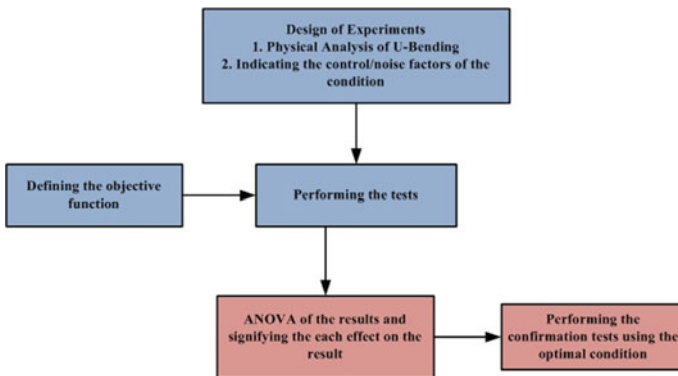 Design of Experiments
1. Physical Analysis of U-Bending
2. Indicating the control/noise factors of the
condition
Defining the objective
function
Performing the tests
ANOVA of the results and
signifying the each effect on the
result
Performing the
confirmation tests using the
optimal condition